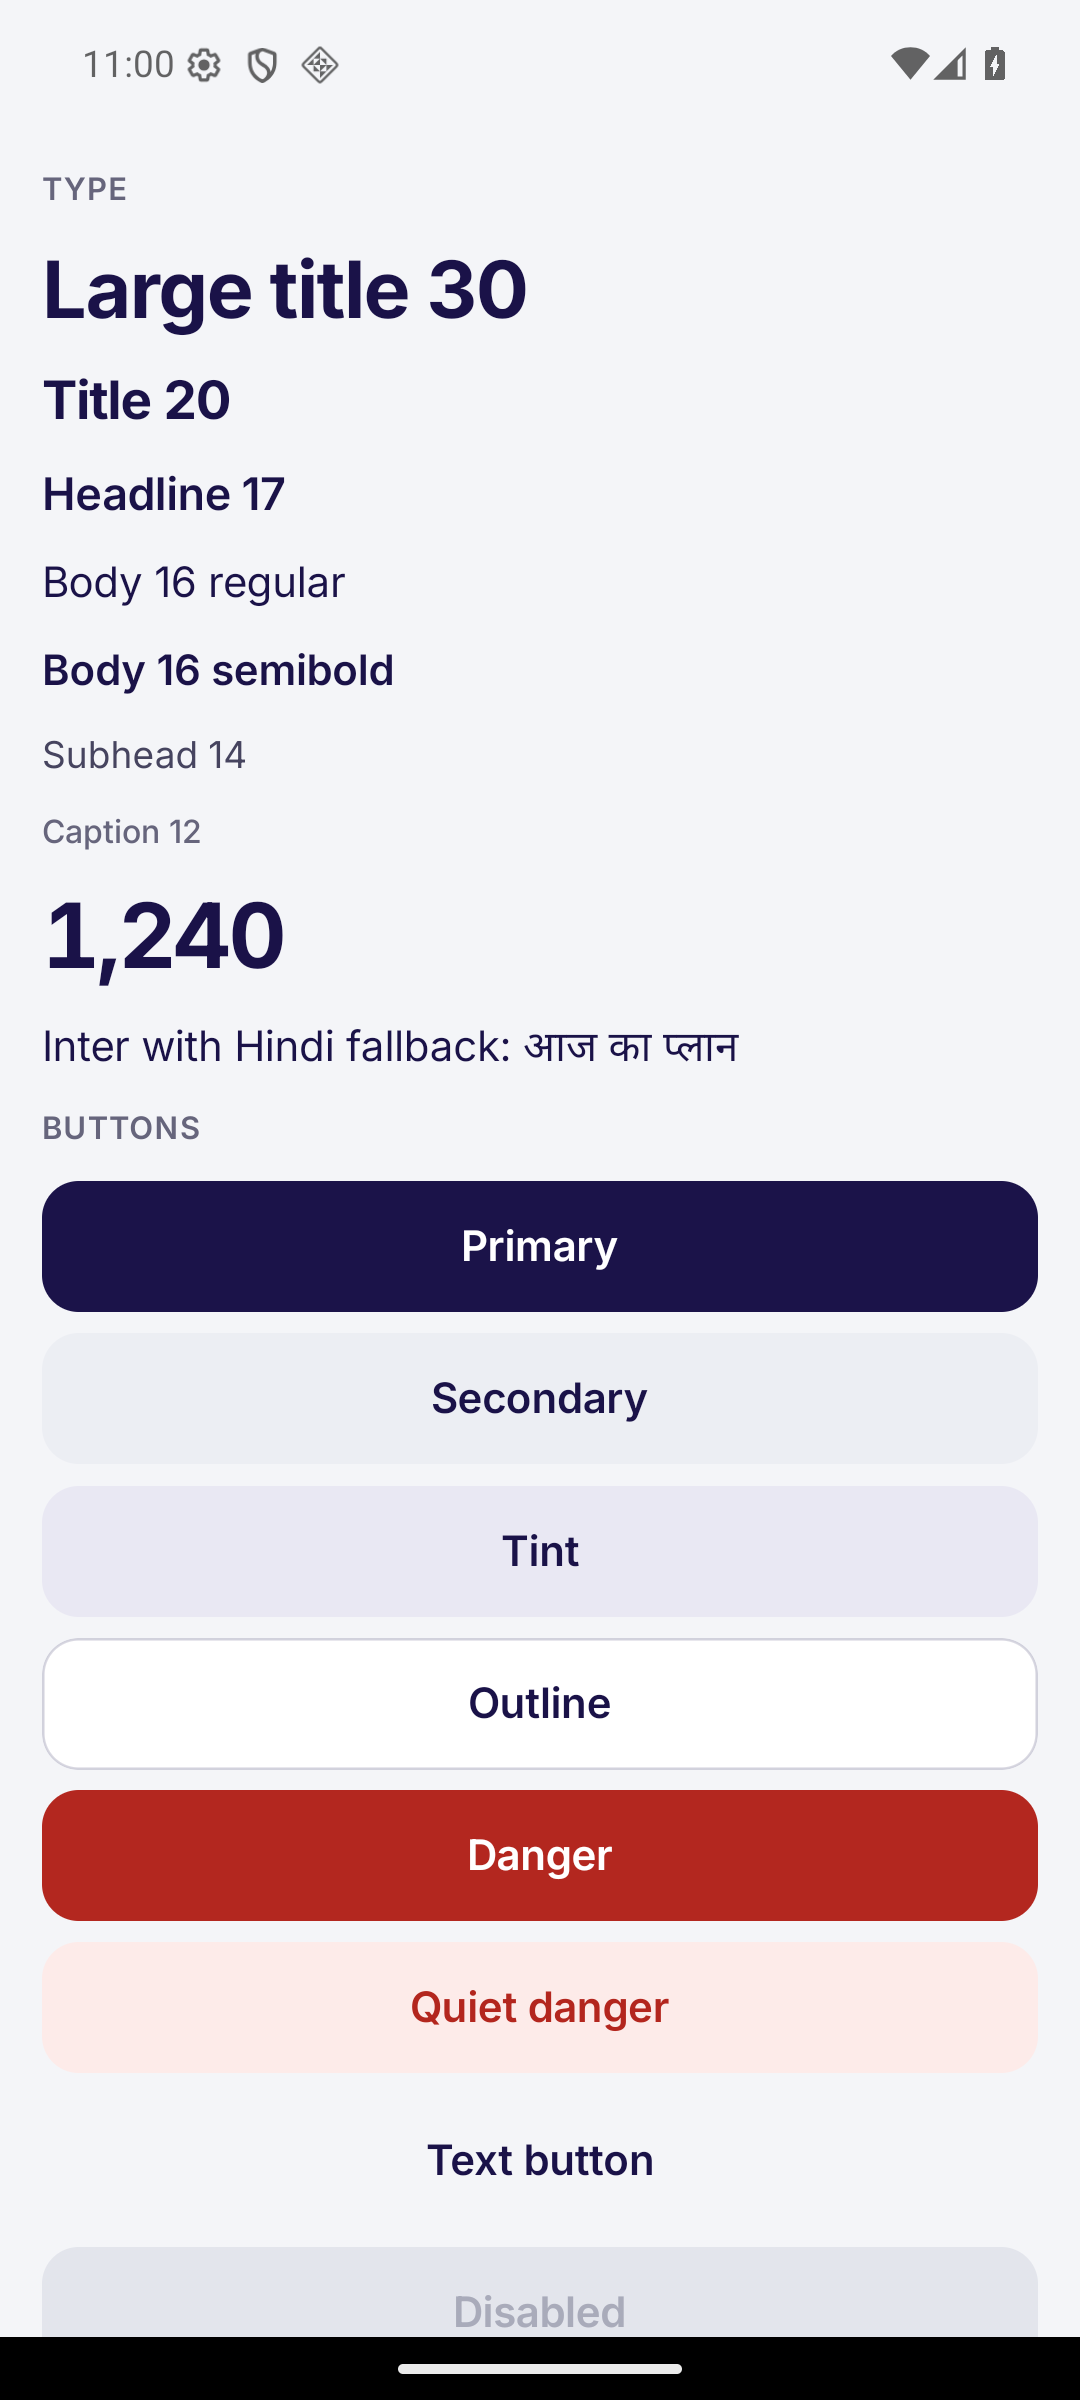 11:00
TYPE
Large title 30
Title 20
Headline 17
Body 16 regular
Body 16 semibold
Subhead 14
Caption 12
1,240
Inter with Hindi fallback: आज का प्लान
BUTTONS
Primary
Secondary
Tint
Outline
Danger
Quiet danger
Text button
Disabled